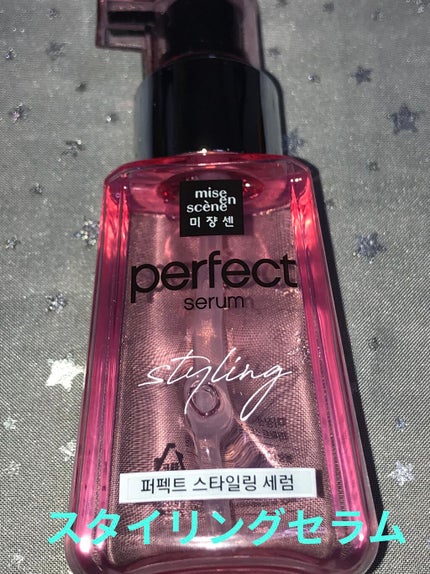 mise
en
scène
미쟝센
perfect
serum
styling
퍼펙트 스타일링 세럼
スタイリングセラム